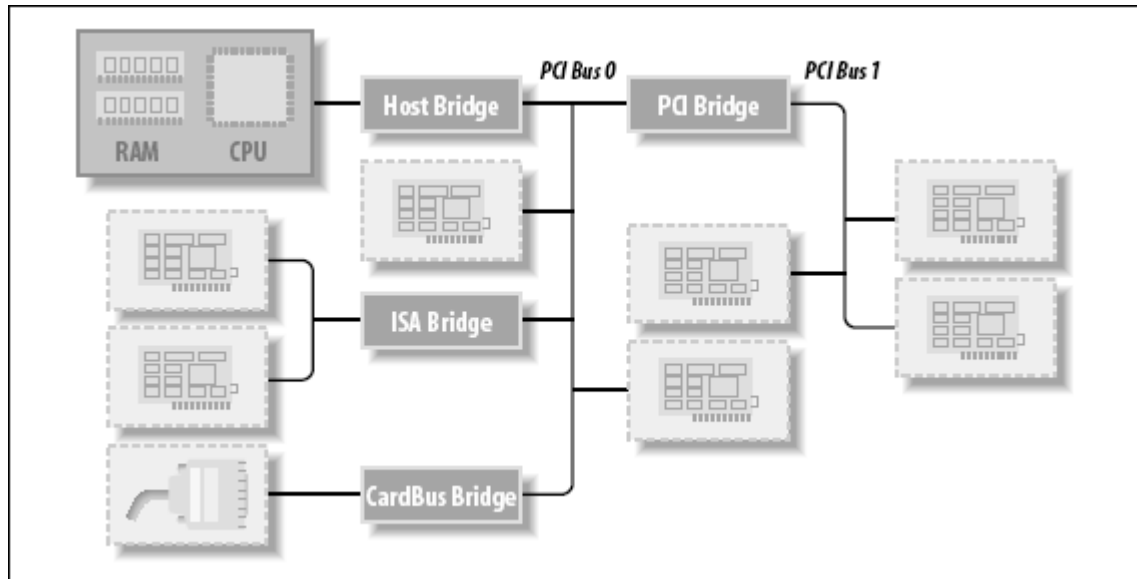 PCI Bus 0
PCI Bus 1
Host Bridge
PCI Bridge
RAM
CPU
ISA Bridge
CardBus Bridge